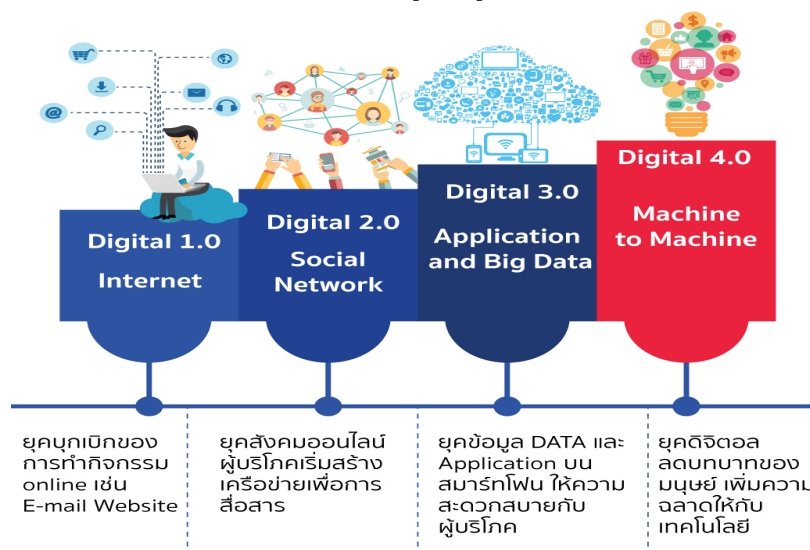 Digital 1.0
Internet
Digital 2.0
Social
Network
Digital 3.0
Application
and Big Data
Digital 4.0
Machine
to Machine
ยุคบุกเบิกของ
การทำกิจกรรม
online เช่น
E-mail Website
ยุคสังคมออนไลน์
ผู้บริโภคเริ่มสร้าง
เครือข่ายเพื่อการ
สื่อสาร
ยุคข้อมูล DATA และ
Application บน
สมาร์ทโฟน ให้ความ
สะดวกสบายกับ
ผู้บริโภค
ยุคดิจิตอล
ลดบทบาทของ
มนุษย์ เพิ่มความ
ฉลาดให้กับ
เทคโนโลยี